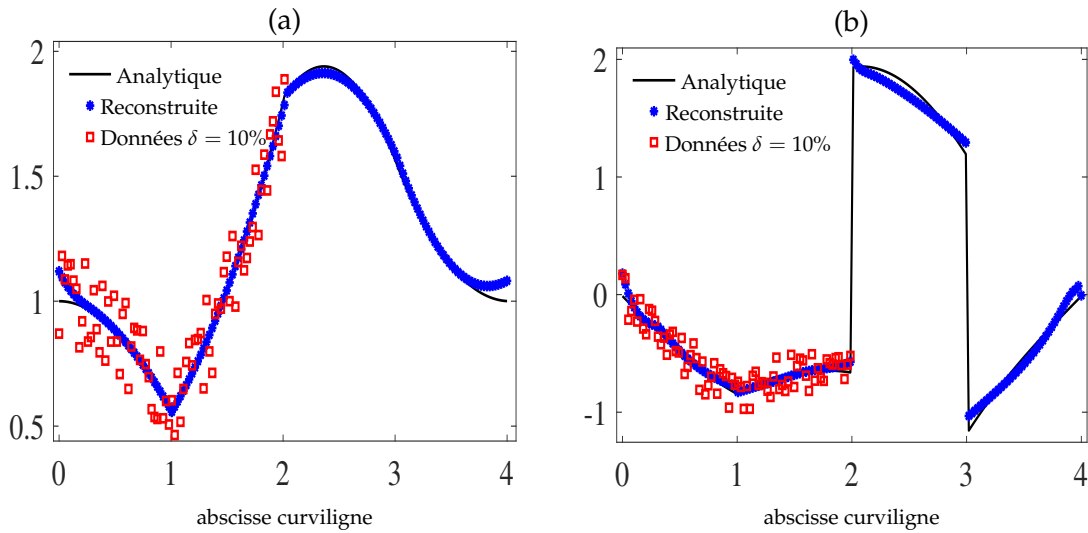 (a)
2
1.5
1
0.5
Analytique
Reconstruite
Données δ = 10%
0 1 2 3 4
abscisse curviligne
(b)
2
1
0
-1
Analytique
Reconstruite
Données δ = 10%
0 1 2 3 4
abscisse curviligne